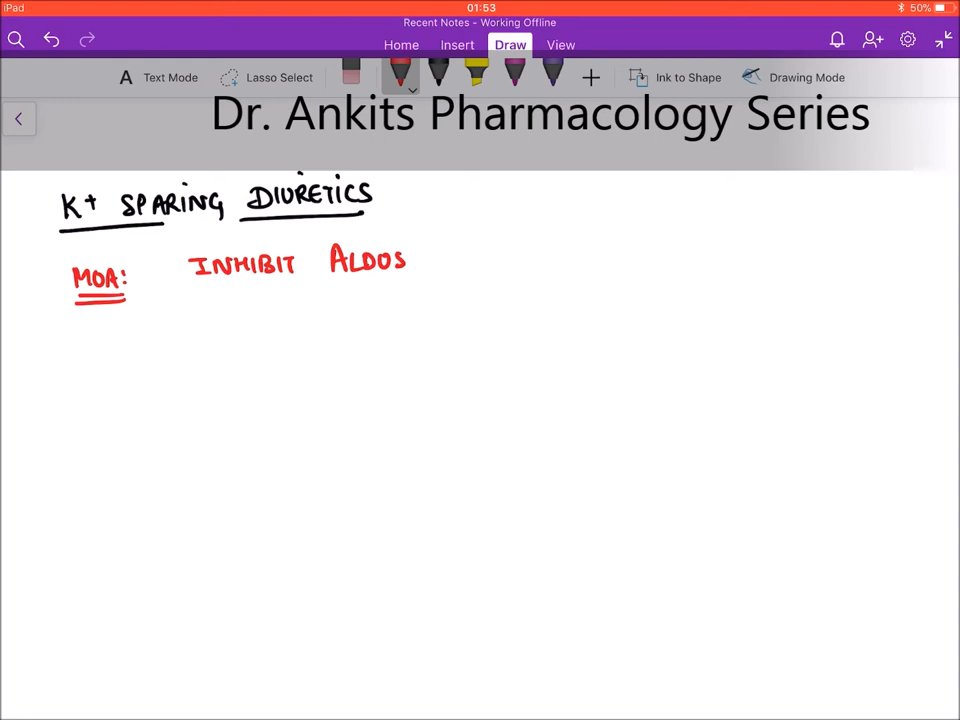 iPad 01:53 50%
Recent Notes - Working Offline
Home Insert Draw View
Text Mode Lasso Select Ink to Shape Drawing Mode
Dr. Ankits Pharmacology Series
K+ SPARING DIURETICS
MOA: INHIBIT ALDOS